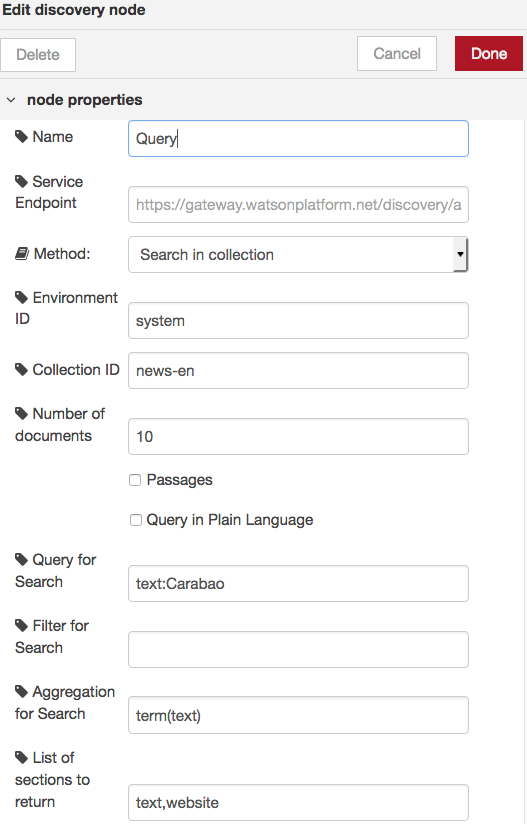 Edit discovery node
Delete
Cancel
Done
node properties
Name
Query
Service
Endpoint
https://gateway.watsonplatform.net/discovery/a
Method:
Search in collection
Environment
ID
system
Collection ID
news-en
Number of
documents
10
Passages
Query in Plain Language
Query for
Search
text:Carabao
Filter for
Search
Aggregation
for Search
term(text)
List of
sections to
return
text,website